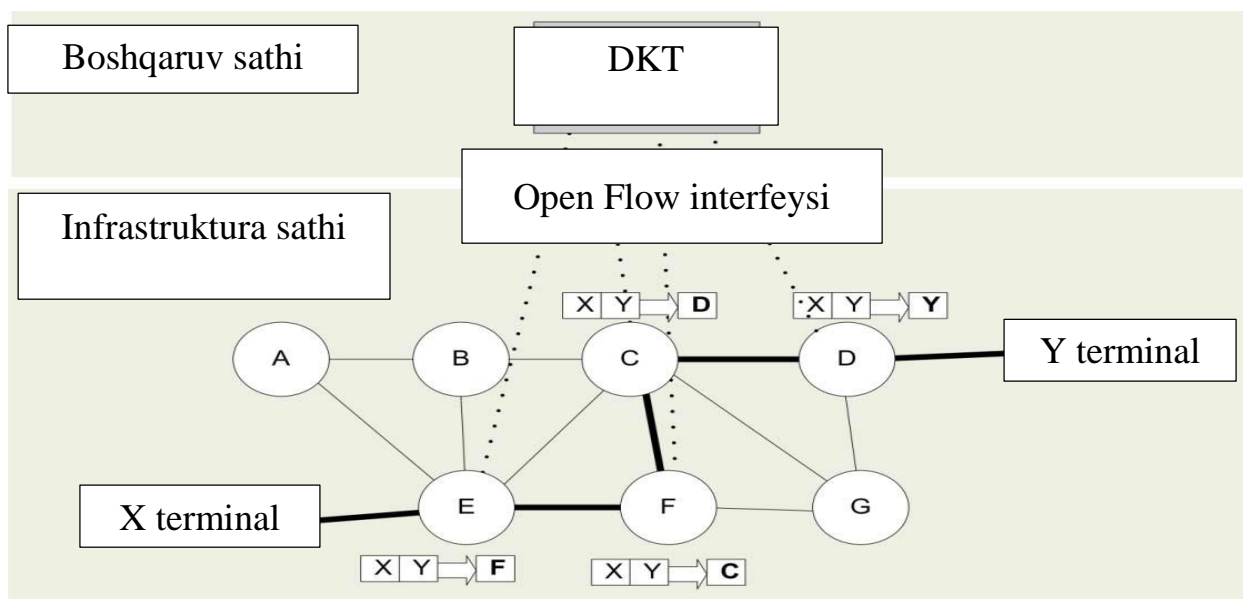 Boshqaruv sathi
DKT
Open Flow interfeysi
Infrastruktura sathi
X Y D
X Y Y
A
B
C
D
Y terminal
X terminal
E
F
G
X Y F
X Y C